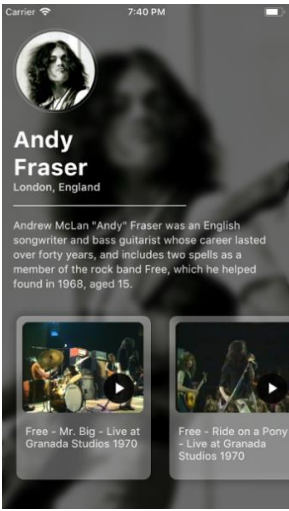 Carrier 7:40 PM
Andy
Fraser
London, England
Andrew McLan "Andy" Fraser was an English
songwriter and bass guitarist whose career lasted
over forty years, and includes two spells as a
member of the rock band Free, which he helped
found in 1968, aged 15.
Free - Mr. Big - Live at
Granada Studios 1970
Free - Ride on a Pony
- Live at Granada
Studios 1970